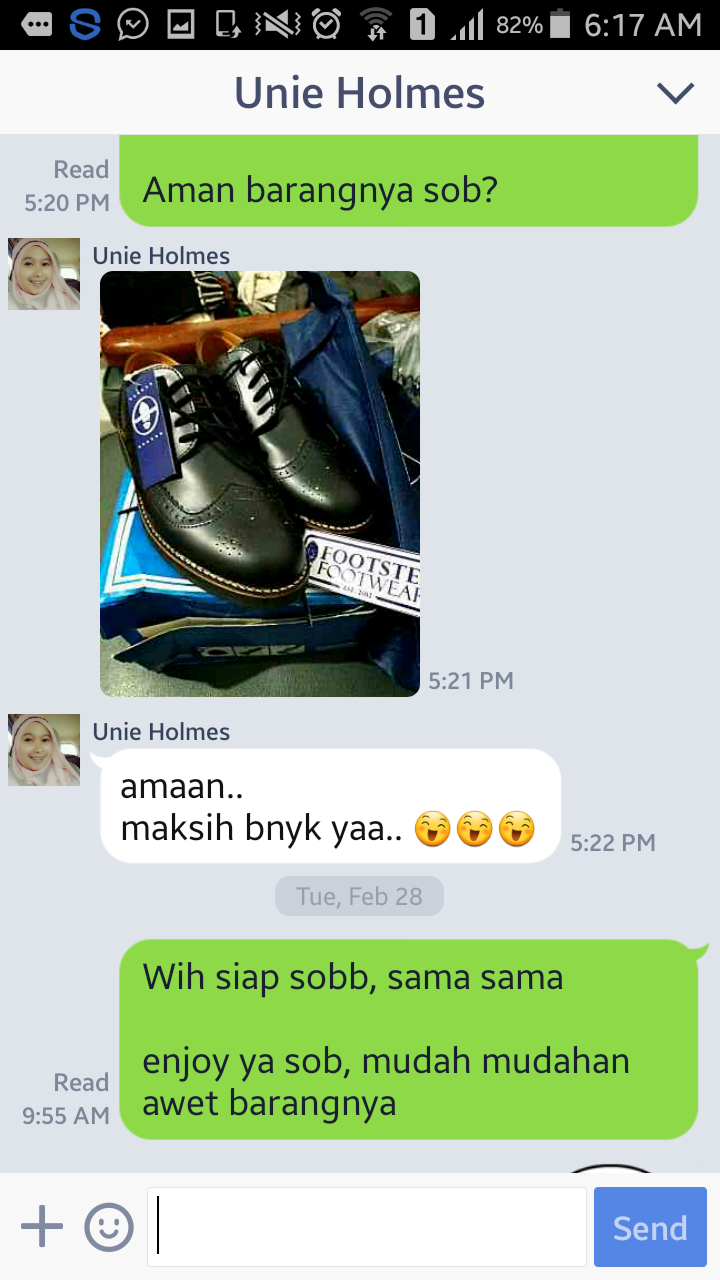 82%
6:17 AM
Unie Holmes
Aman barangnya sob?
Read
5:20 PM
Unie Holmes
FOOTSTE
FOOTWEAR
EST. 2012
5:21 PM
Unie Holmes
amaan..
maksih bnyk yaa.. 😄😄😄
5:22 PM
Tue, Feb 28
Wih siap sobb, sama sama
enjoy ya sob, mudah mudahan
awet barangnya
Read
9:55 AM
Send